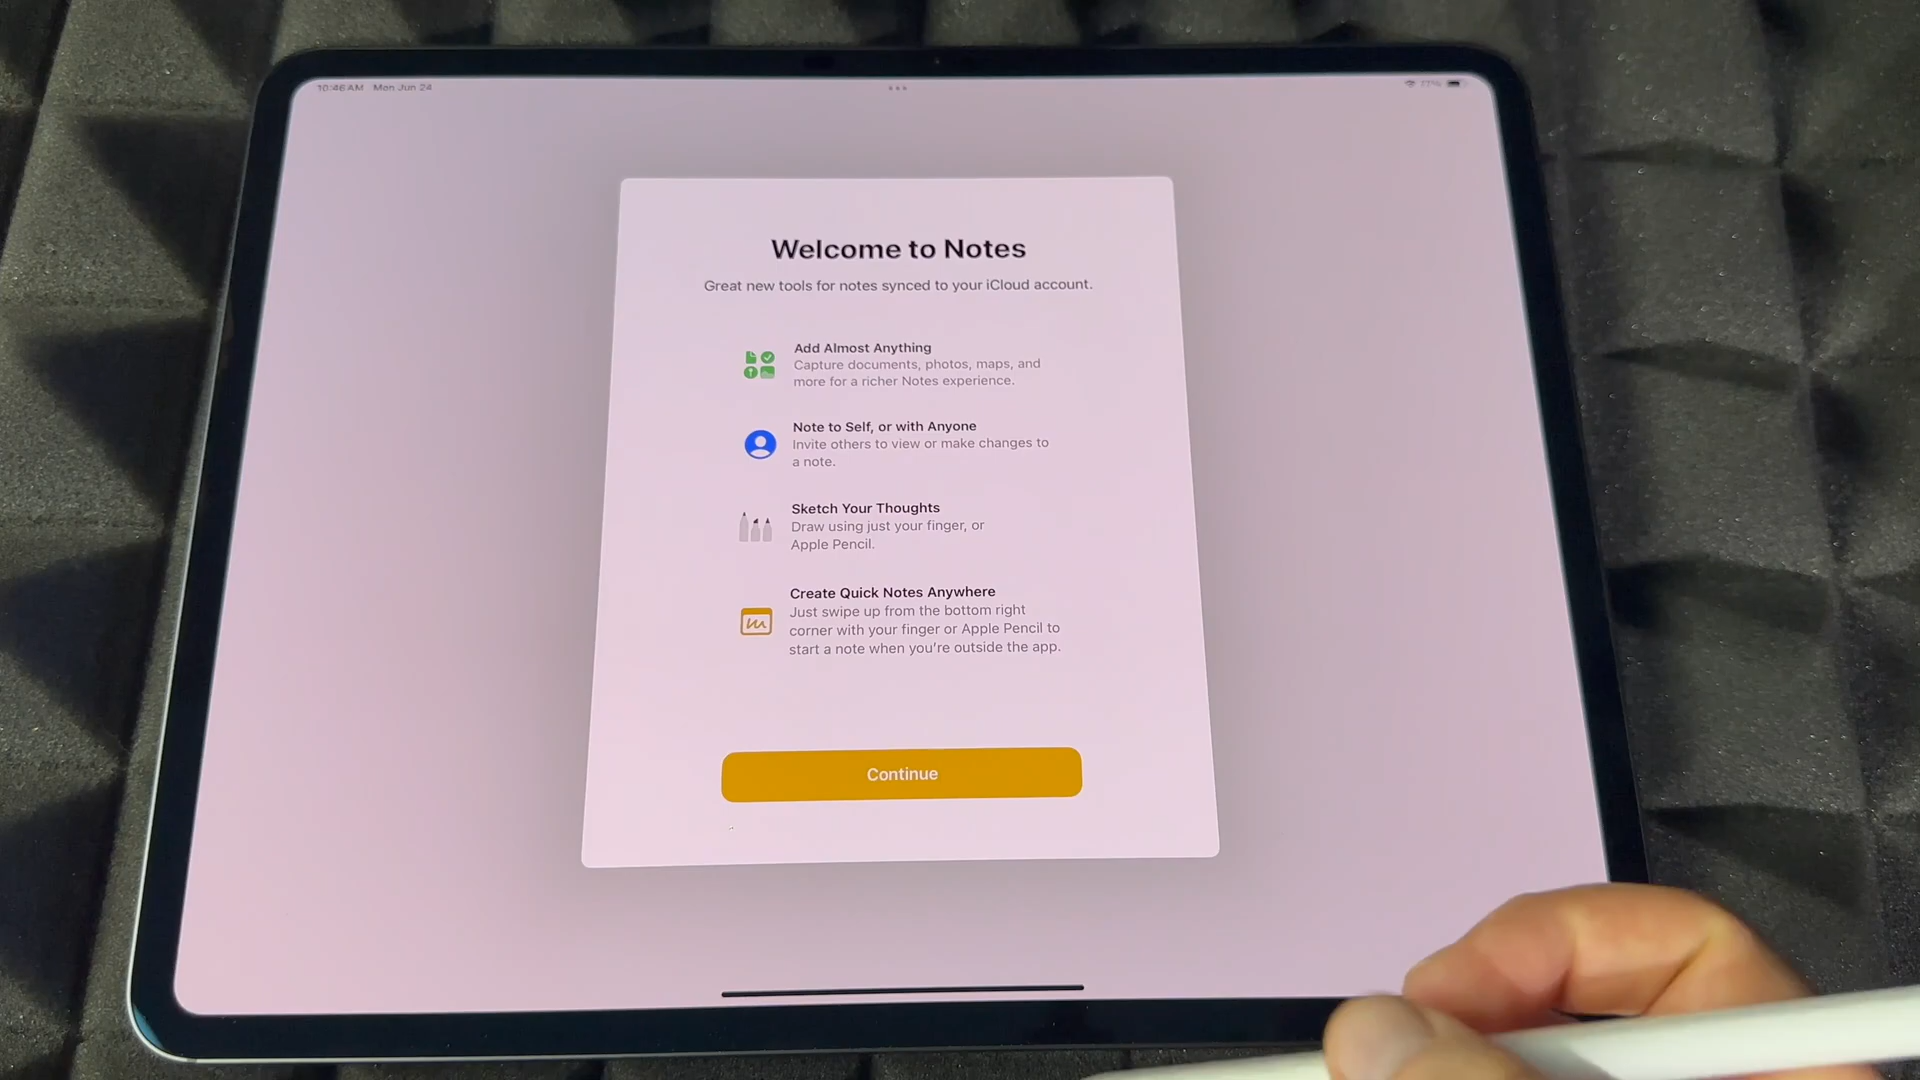 10:46 AM Mon Jun 24
77%
Welcome to Notes
Great new tools for notes synced to your iCloud account.
Add Almost Anything
Capture documents, photos, maps, and
more for a richer Notes experience.
Note to Self, or with Anyone
Invite others to view or make changes to
a note.
Sketch Your Thoughts
Draw using just your finger, or
Apple Pencil.
Create Quick Notes Anywhere
Just swipe up from the bottom right
corner with your finger or Apple Pencil to
start a note when you’re outside the app.
Continue